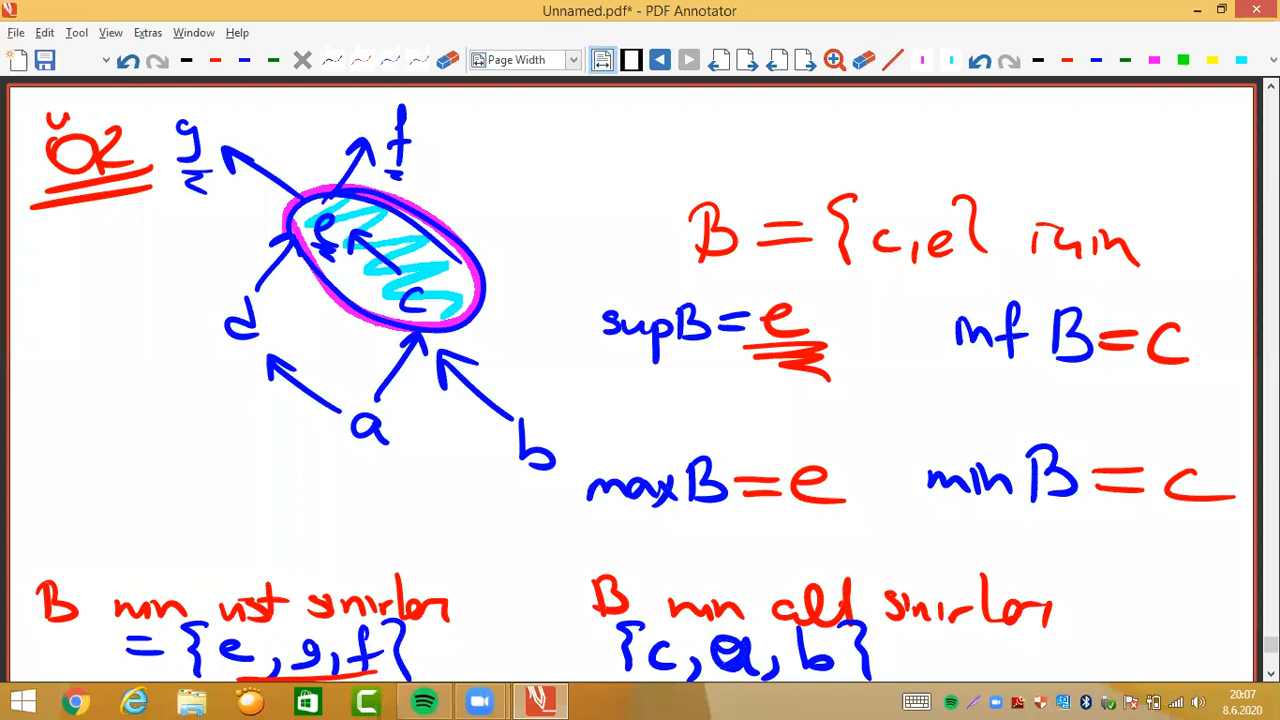 Unnamed.pdf* - PDF Annotator
File Edit Tool View Extras Window Help
Page Width
ÖR
g f
e
c
d
a
b
B = {c,e} için
supB = e inf B = c
maxB = e minB = c
B nin üst sınırları
= {e, g, f}
B nin alt sınırları
{c, a, b}
20:07
8.6.2020